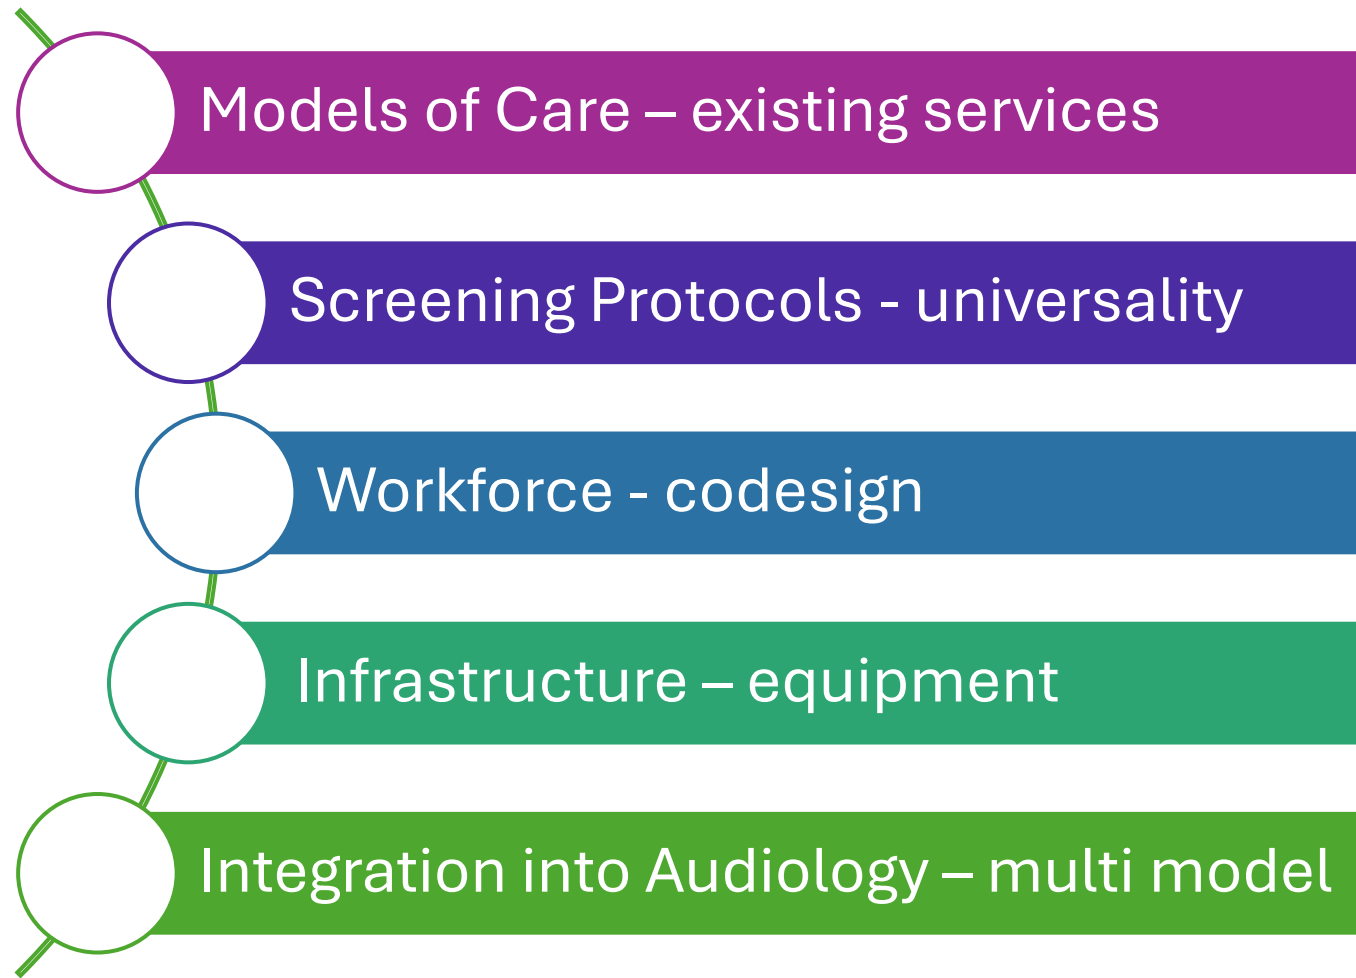 Models of Care – existing services
Screening Protocols - universality
Workforce - codesign
Infrastructure – equipment
Integration into Audiology – multi model